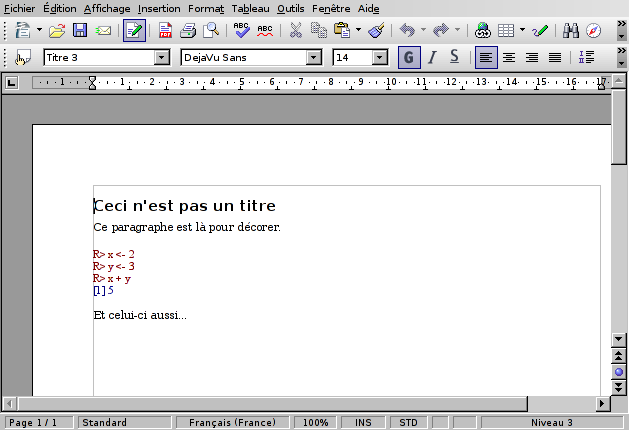 Fichier Édition Affichage Insertion Format Tableau Outils Fenêtre Aide
Titre 3 DejaVu Sans 14 G I S
1 1 2 3 4 5 6 7 8 9 10 11 12 13 14 15 16 17
Ceci n'est pas un titre
Ce paragraphe est là pour décorer.
R> x <- 2
R> y <- 3
R> x + y
[1] 5
Et celui-ci aussi...
Page 1 / 1 Standard Français (France) 100% INS STD Niveau 3